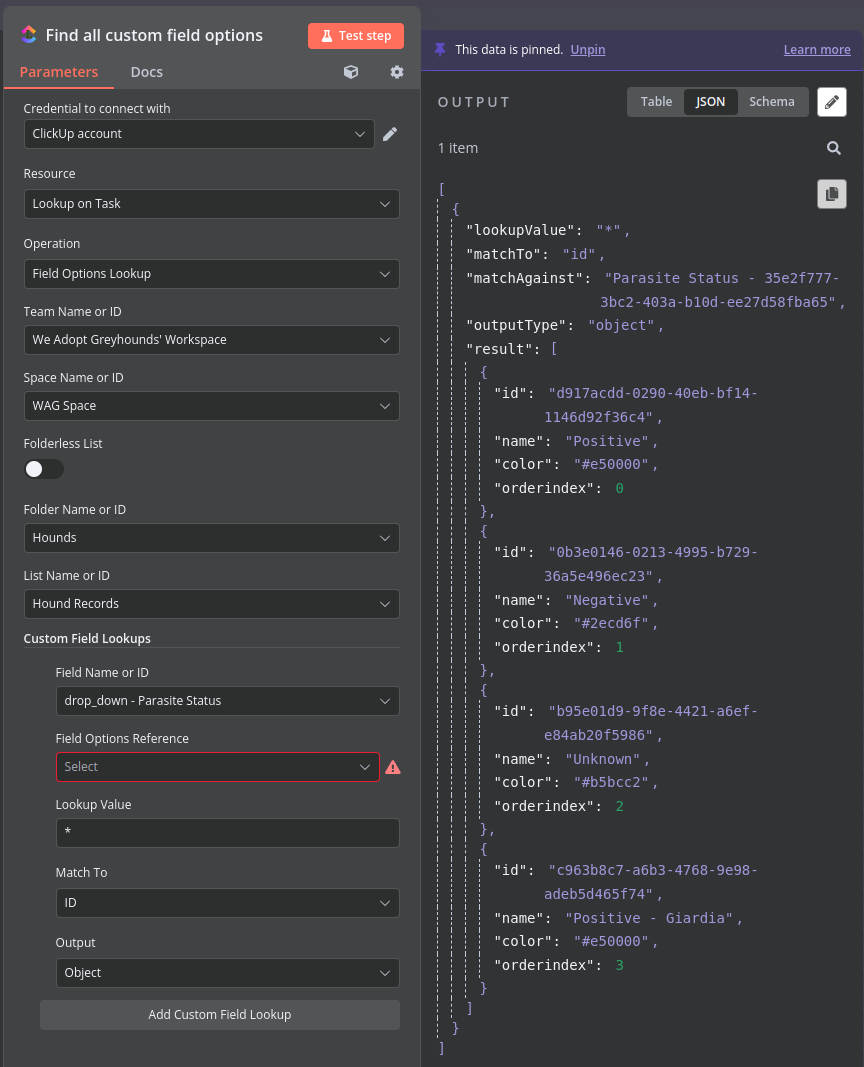 Find all custom field options
Test step
Parameters
Docs
Credential to connect with
ClickUp account
Resource
Lookup on Task
Operation
Field Options Lookup
Team Name or ID
We Adopt Greyhounds' Workspace
Space Name or ID
WAG Space
Folderless List
Folder Name or ID
Hounds
List Name or ID
Hound Records
Custom Field Lookups
Field Name or ID
drop_down - Parasite Status
Field Options Reference
Select
Lookup Value
*
Match To
ID
Output
Object
Add Custom Field Lookup
This data is pinned. Unpin
Learn more
OUTPUT
Table JSON Schema
1 item
[
{
"lookupValue": "*",
"matchTo": "id",
"matchAgainst": "Parasite Status - 35e2f777-
3bc2-403a-b10d-ee27d58fba65",
"outputType": "object",
"result": [
{
"id": "d917acdd-0290-40eb-bf14-
1146d92f36c4",
"name": "Positive",
"color": "#e50000",
"orderindex": 0
},
{
"id": "0b3e0146-0213-4995-b729-
36a5e496ec23",
"name": "Negative",
"color": "#2ecd6f",
"orderindex": 1
},
{
"id": "b95e01d9-9f8e-4421-a6ef-
e84ab20f5986",
"name": "Unknown",
"color": "#b5bcc2",
"orderindex": 2
},
{
"id": "c963b8c7-a6b3-4768-9e98-
adeb5d465f74",
"name": "Positive - Giardia",
"color": "#e50000",
"orderindex": 3
}
]
}
]